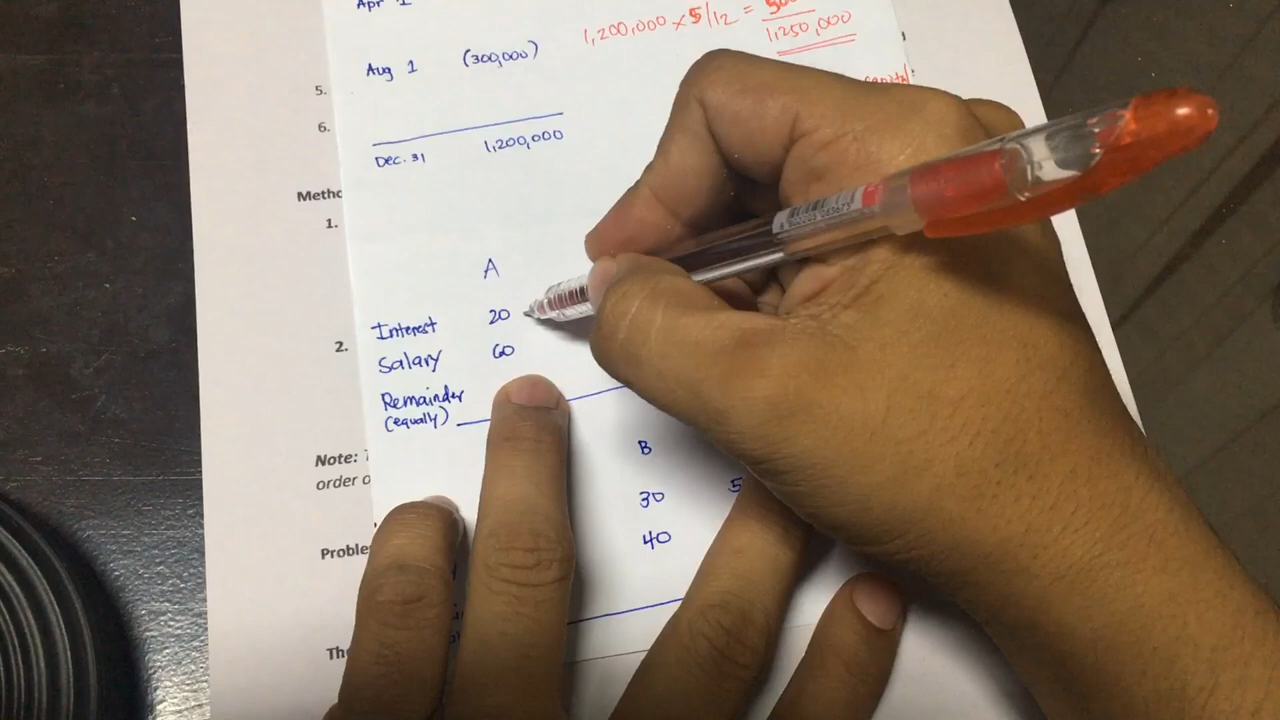 Apr 1
1,200,000 x 5/12 =
1,250,000
Aug 1 (300,000)
5.
6.
Dec. 31 1,200,000
Metho
1.
A
Interest 20
2.
Salary 60
Remainder
(equally)
B
Note:
order o
30 5
40
Proble
The